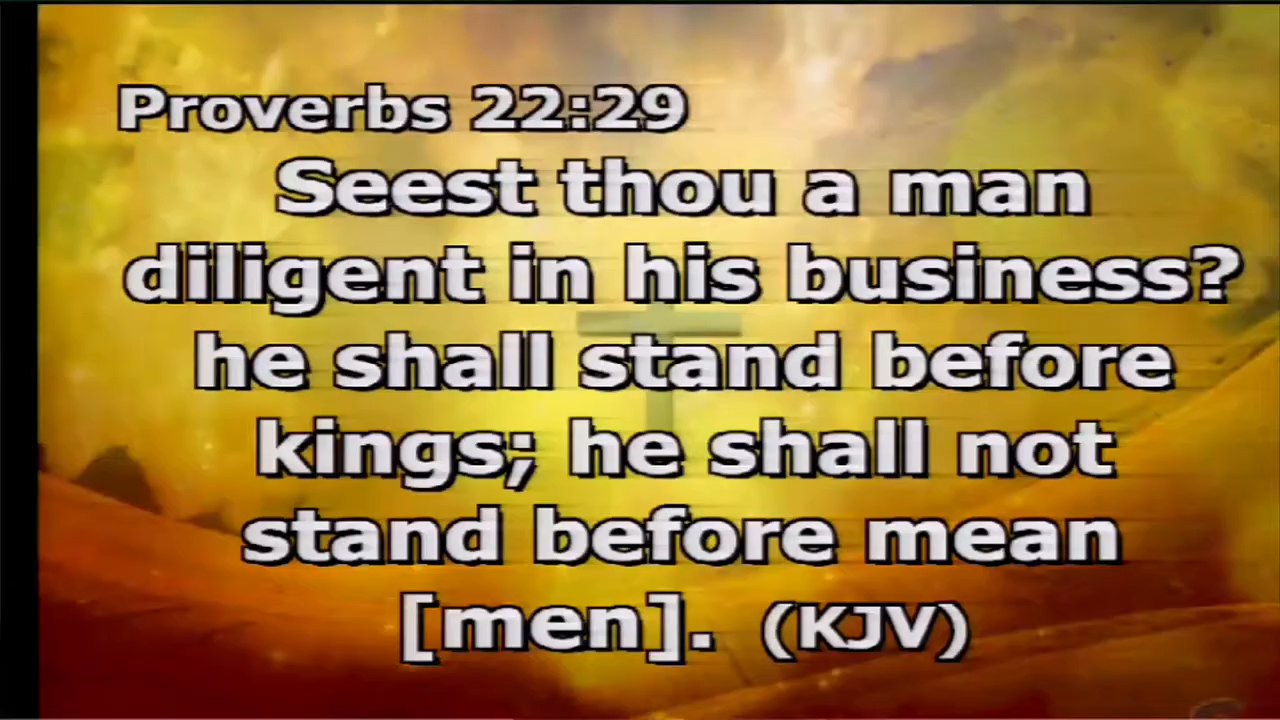 Proverbs 22:29
Seest thou a man
diligent in his business?
he shall stand before
kings; he shall not
stand before mean
[men]. (KJV)